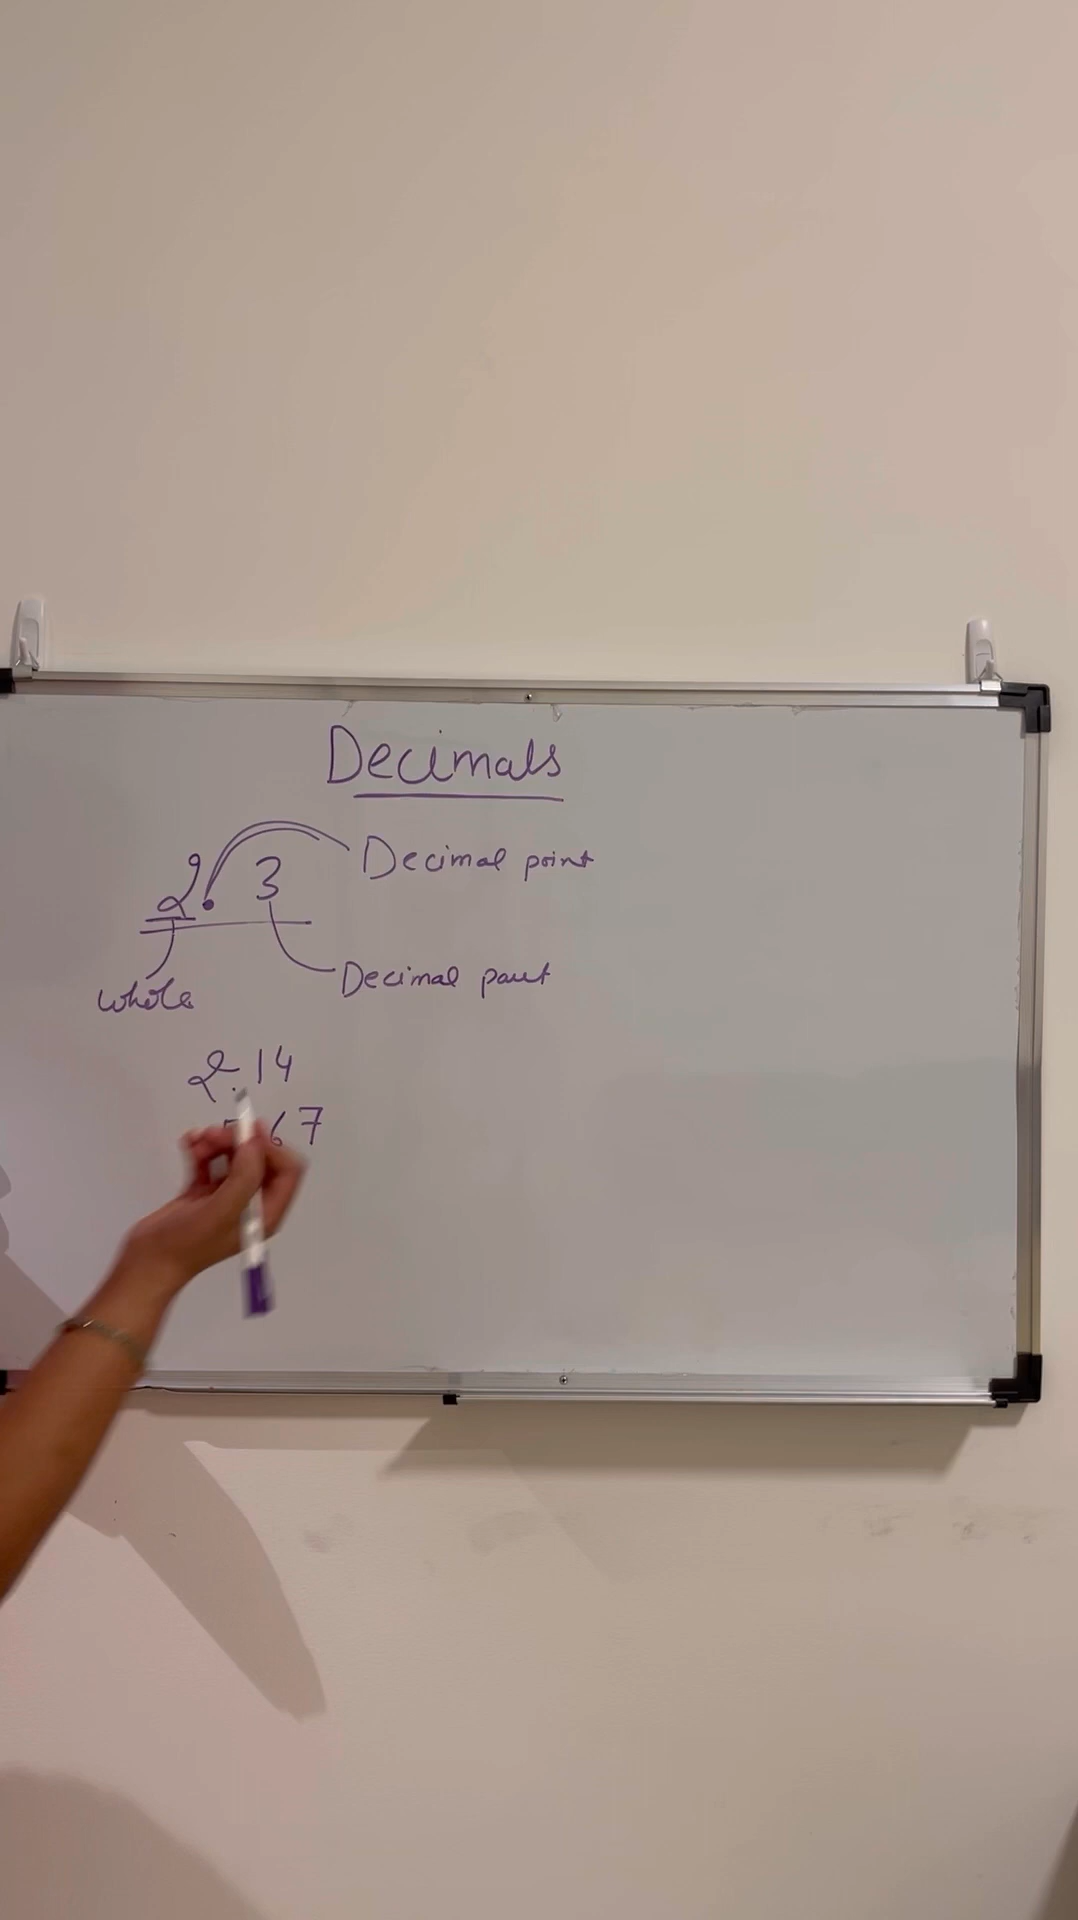 Decimals
2.3
Decimal point
Decimal part
whole
2.14
67